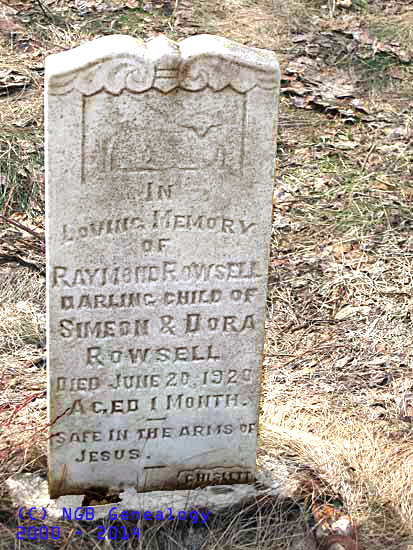 IN
LOVING MEMORY
OF
RAYMOND ROWSELL
DARLING CHILD OF
SIMEON & DORA
ROWSELL
DIED JUNE 20, 1920
AGED 1 MONTH.
SAFE IN THE ARMS OF
JESUS.
CHISLETT
(C) NGB Genealogy
2000 - 2014